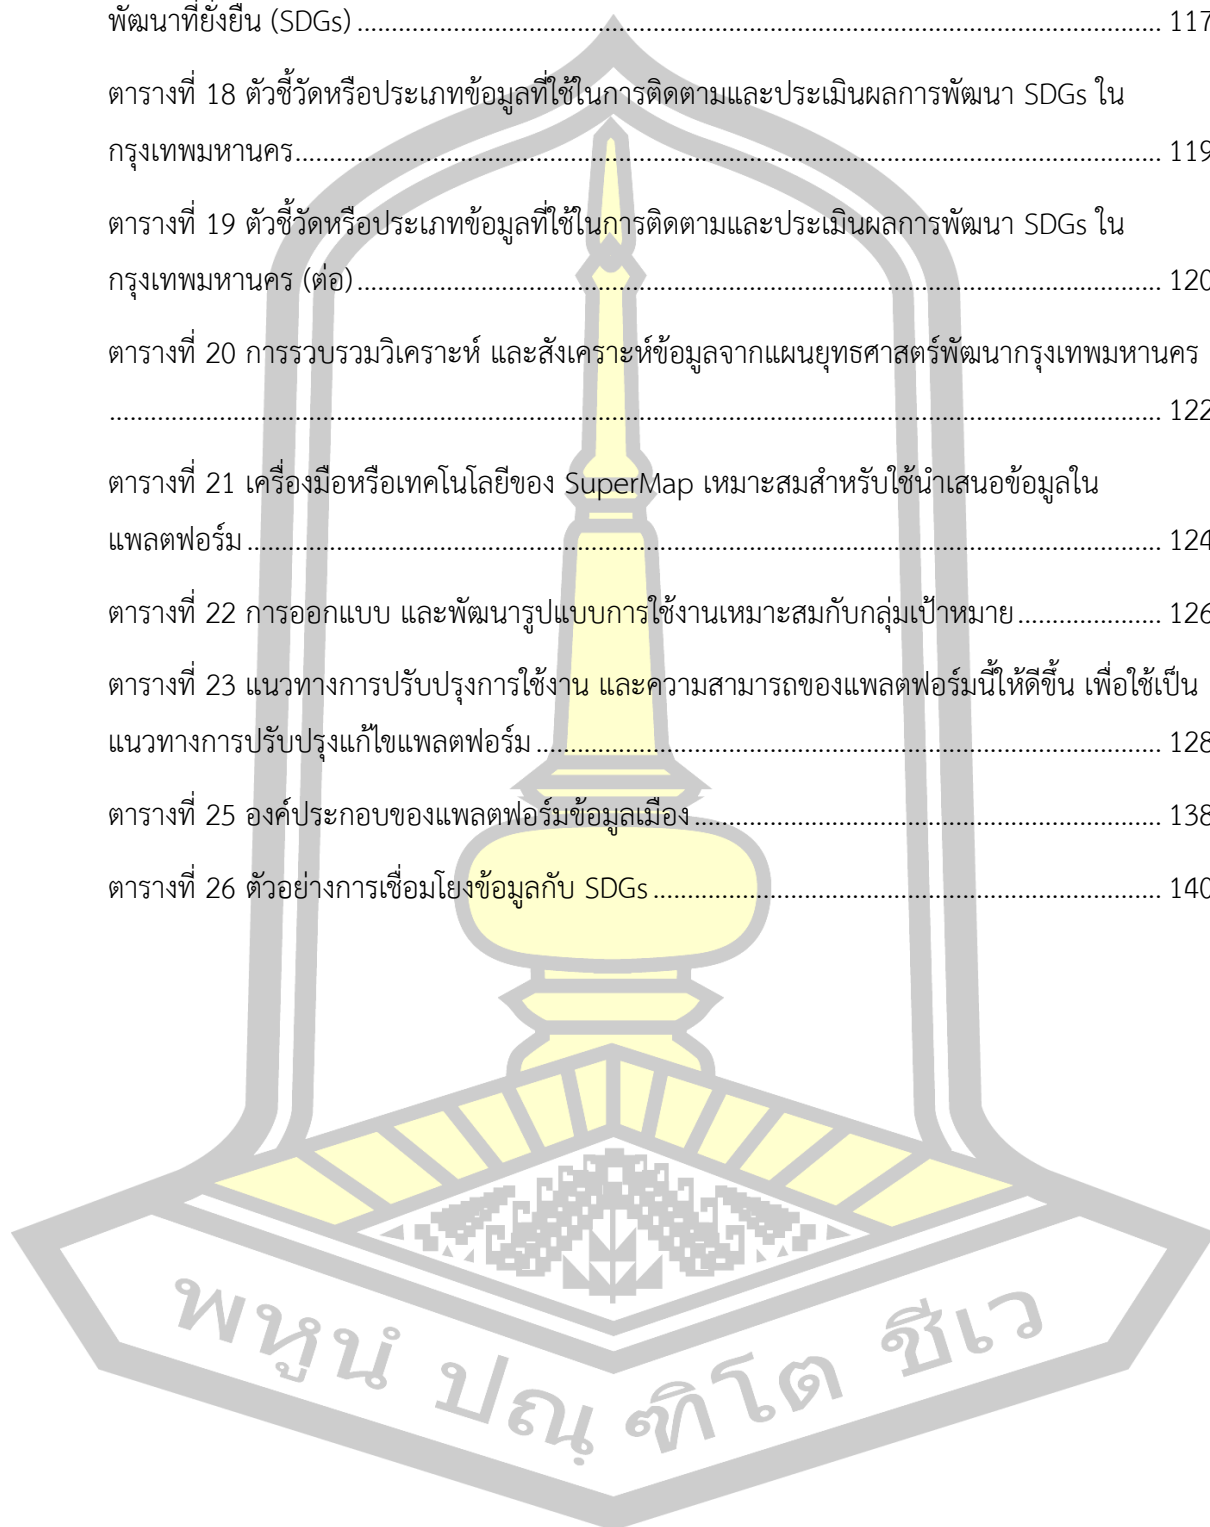 พัฒนาที่ยั่งยืน (SDGs) ........................................ 117
ตารางที่ 18 ตัวชี้วัดหรือประเภทข้อมูลที่ใช้ในการติดตามและประเมินผลการพัฒนา SDGs ใน
กรุงเทพมหานคร........................................ 119
ตารางที่ 19 ตัวชี้วัดหรือประเภทข้อมูลที่ใช้ในการติดตามและประเมินผลการพัฒนา SDGs ใน
กรุงเทพมหานคร (ต่อ) ........................................ 120
ตารางที่ 20 การรวบรวมวิเคราะห์ และสังเคราะห์ข้อมูลจากแผนยุทธศาสตร์พัฒนากรุงเทพมหานคร
........................................ 122
ตารางที่ 21 เครื่องมือหรือเทคโนโลยีของ SuperMap เหมาะสมสำหรับใช้นำเสนอข้อมูลใน
แพลตฟอร์ม ........................................ 124
ตารางที่ 22 การออกแบบ และพัฒนารูปแบบการใช้งานเหมาะสมกับกลุ่มเป้าหมาย .................... 126
ตารางที่ 23 แนวทางการปรับปรุงการใช้งาน และความสามารถของแพลตฟอร์มนี้ให้ดีขึ้น เพื่อใช้เป็น
แนวทางการปรับปรุงแก้ไขแพลตฟอร์ม ........................................ 128
ตารางที่ 25 องค์ประกอบของแพลตฟอร์มข้อมูลเมือง ........................................ 138
ตารางที่ 26 ตัวอย่างการเชื่อมโยงข้อมูลกับ SDGs ........................................ 140
พหูนํ ปณฺฑิโต ชีเว